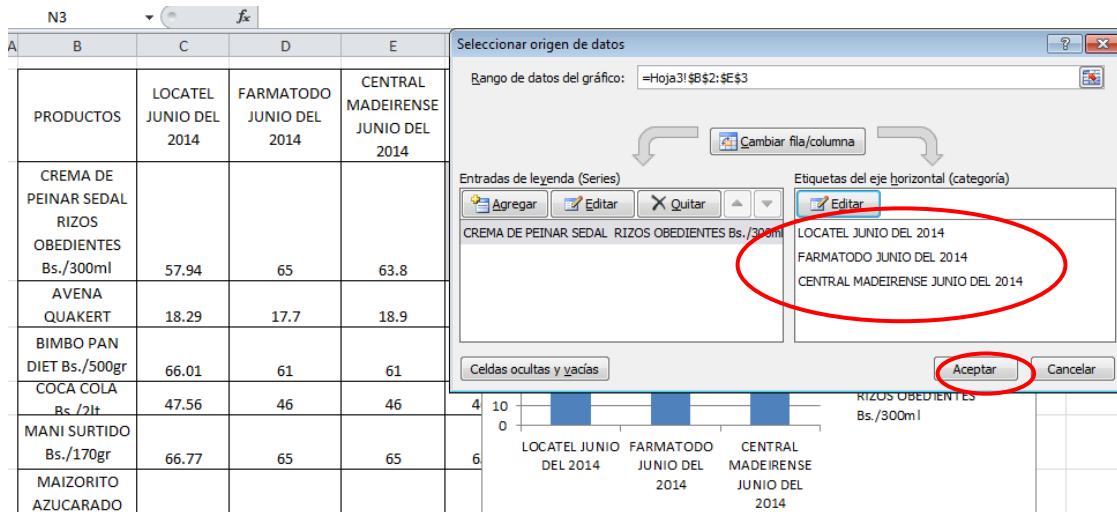 N3
fx
A B C D E
PRODUCTOS
LOCATEL
JUNIO DEL
2014
FARMATODO
JUNIO DEL
2014
CENTRAL
MADEIRENSE
JUNIO DEL
2014
CREMA DE
PEINAR SEDAL
RIZOS
OBEDIENTES
Bs./300ml
57.94 65 63.8
AVENA
QUAKERT
18.29 17.7 18.9
BIMBO PAN
DIET Bs./500gr
66.01 61 61
COCA COLA
Bs./2lt
47.56 46 46 4
MANI SURTIDO
Bs./170gr
66.77 65 65 6
MAIZORITO
AZUCARADO
Seleccionar origen de datos
Rango de datos del gráfico: =Hoja3!$B$2:$E$3
Cambiar fila/columna
Entradas de leyenda (Series)
Agregar Editar Quitar
CREMA DE PEINAR SEDAL RIZOS OBEDIENTES Bs./300ml
Etiquetas del eje horizontal (categoría)
Editar
LOCATEL JUNIO DEL 2014
FARMATODO JUNIO DEL 2014
CENTRAL MADEIRENSE JUNIO DEL 2014
Celdas ocultas y vacías
Aceptar Cancelar
10
0
LOCATEL JUNIO
DEL 2014
FARMATODO
JUNIO DEL
2014
CENTRAL
MADEIRENSE
JUNIO DEL
2014
RIZOS OBEDIENTES
Bs./300ml